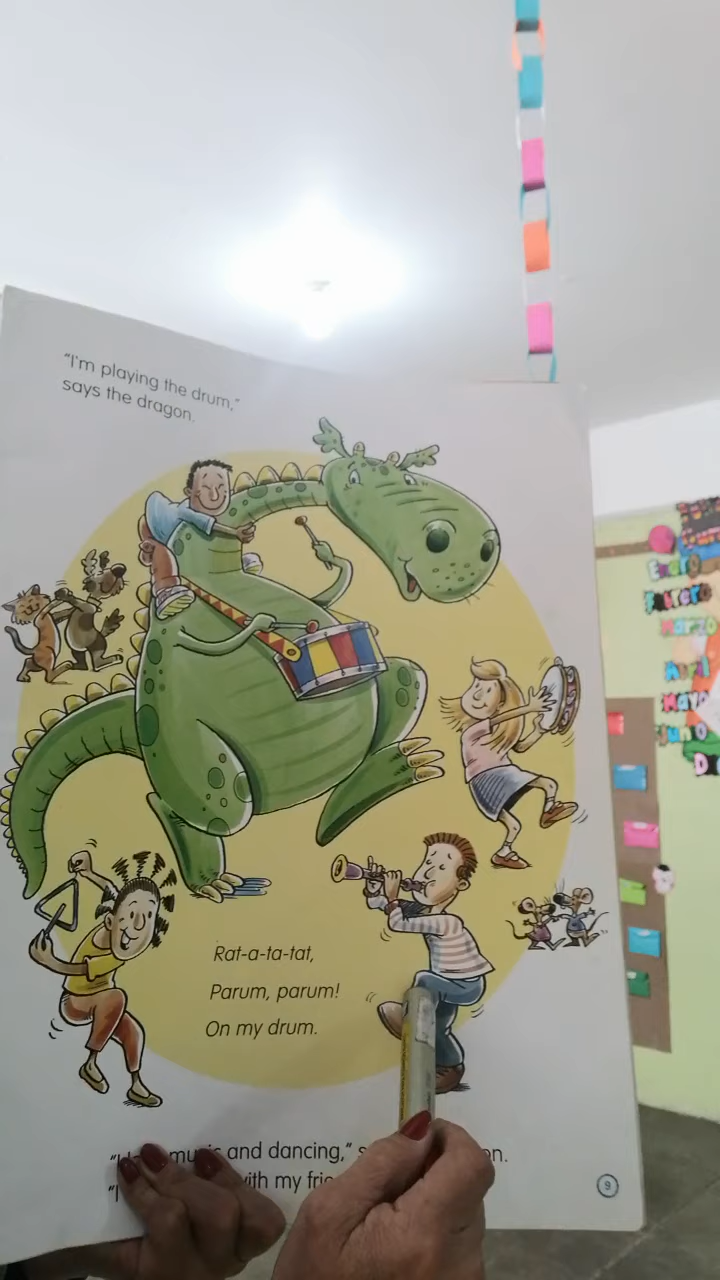 "I'm playing the drum,"
says the dragon.
Rat-a-ta-tat,
Parum, parum!
On my drum.
music and dancing,"
with my
9
Enero
Febrero
Marzo
Abril
Mayo
Junio